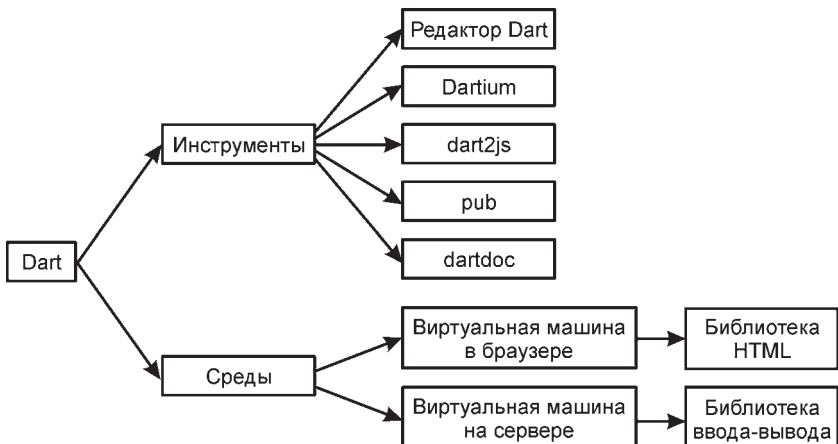 Редактор Dart
Dartium
Инструменты
dart2js
pub
Dart
dartdoc
Виртуальная машина
в браузере
Библиотека
HTML
Среды
Виртуальная машина
на сервере
Библиотека
ввода-вывода